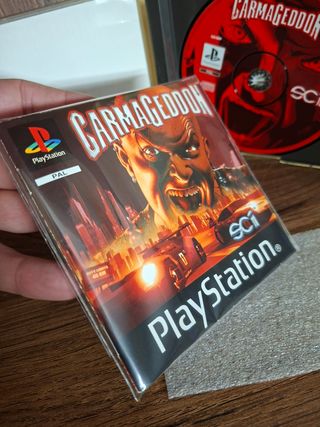 CARMAGEDDON
PlayStation
PAL
SCi
PlayStation
CARMAGEDDON
SCi